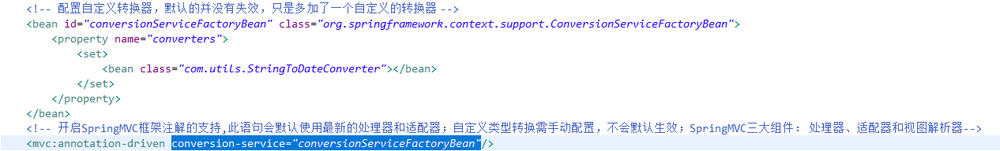 <!-- 配置自定义转换器，默认的并没有失效，只是多加了一个自定义的转换器 -->
<bean id="conversionServiceFactoryBean" class="org.springframework.context.support.ConversionServiceFactoryBean">
<property name="converters">
<set>
<bean class="com.utils.StringToDateConverter"></bean>
</set>
</property>
</bean>
<!-- 开启SpringMVC框架注解的支持,此语句会默认使用最新的处理器和适配器；自定义类型转换需手动配置，不会默认生效；SpringMVC三大组件： 处理器、适配器和视图解析器-->
<mvc:annotation-driven conversion-service="conversionServiceFactoryBean"/>